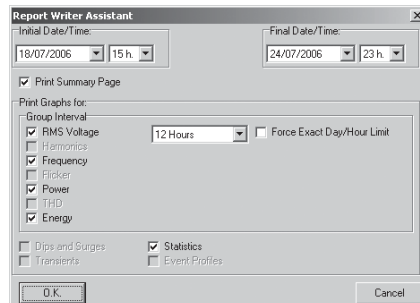 Report Writer Assistant
Initial Date/Time:
Final Date/Time:
18/07/2006 15 h. 24/07/2006 23 h.
Print Summary Page
Print Graphs for:
Group Interval
RMS Voltage 12 Hours Force Exact Day/Hour Limit
Harmonics
Frequency
Flicker
Power
THD
Energy
Dips and Surges Statistics
Transients Event Profiles
O.K. Cancel